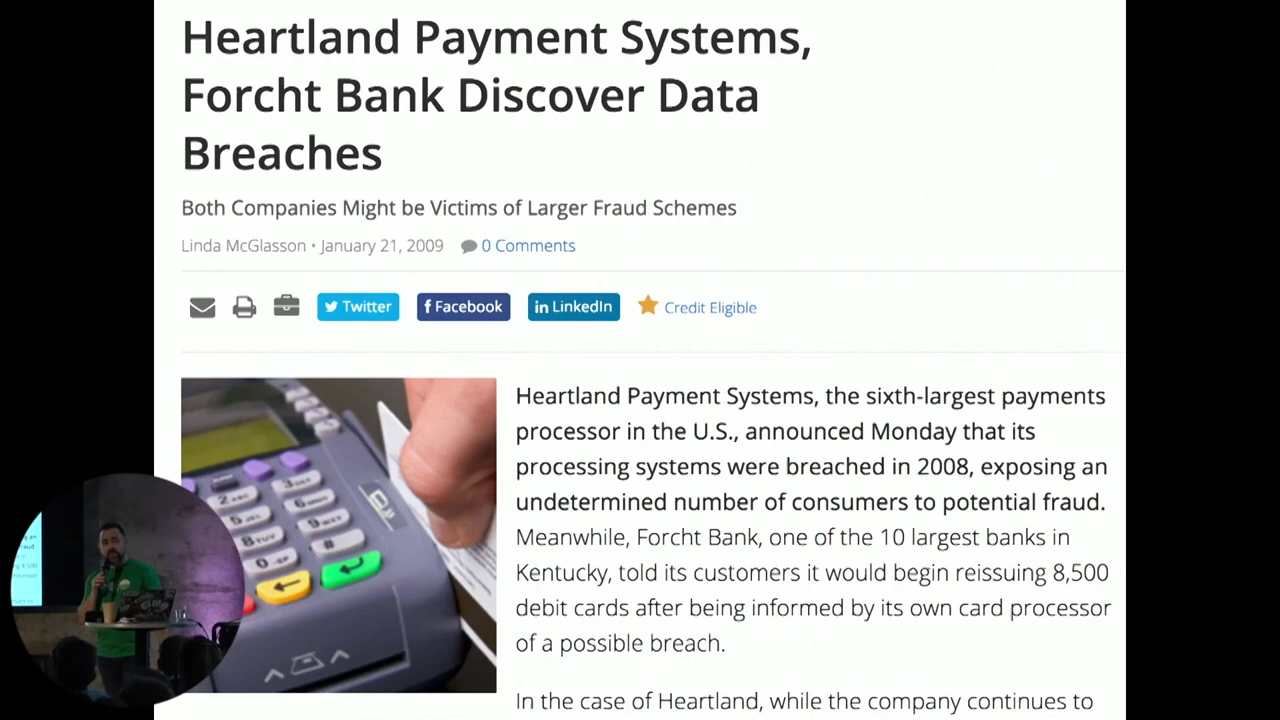 Heartland Payment Systems,
Forcht Bank Discover Data
Breaches
Both Companies Might be Victims of Larger Fraud Schemes
Linda McGlasson • January 21, 2009 0 Comments
Twitter Facebook LinkedIn Credit Eligible
Heartland Payment Systems, the sixth-largest payments
processor in the U.S., announced Monday that its
processing systems were breached in 2008, exposing an
undetermined number of consumers to potential fraud.
Meanwhile, Forcht Bank, one of the 10 largest banks in
Kentucky, told its customers it would begin reissuing 8,500
debit cards after being informed by its own card processor
of a possible breach.
In the case of Heartland, while the company continues to